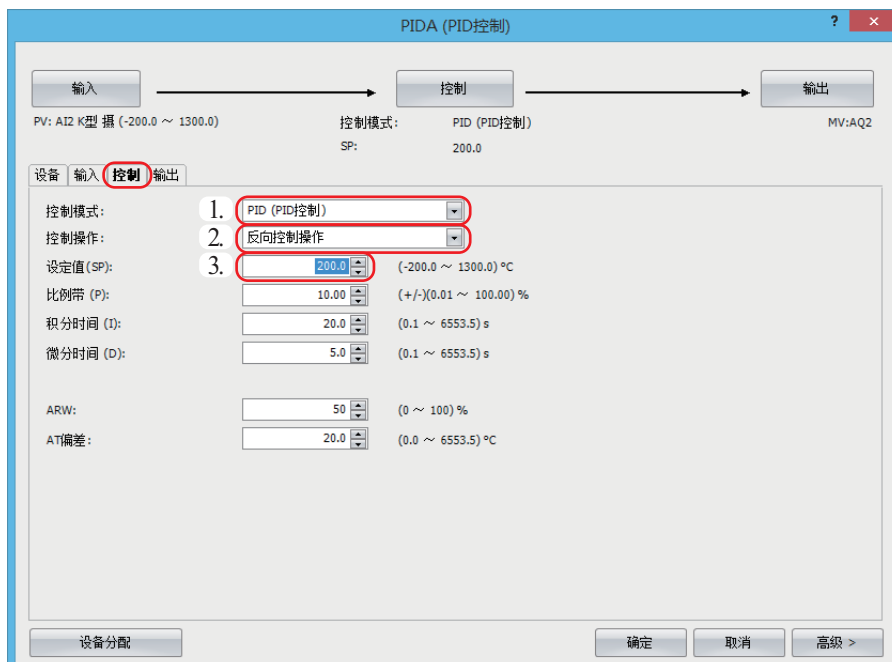 PIDA (PID控制)
? ×
输入 控制 输出
PV: AI2 K型 摄 (-200.0 ～ 1300.0) 控制模式: PID (PID控制) MV:AQ2
SP: 200.0
设备 输入 控制 输出
控制模式: 1. PID (PID控制)
控制操作: 2. 反向控制操作
设定值(SP): 3. 200.0 (-200.0 ～ 1300.0) °C
比例带 (P): 10.00 (+/-)(0.01 ～ 100.00) %
积分时间 (I): 20.0 (0.1 ～ 6553.5) s
微分时间 (D): 5.0 (0.1 ～ 6553.5) s
ARW: 50 (0 ～ 100) %
AT偏差: 20.0 (0.0 ～ 6553.5) °C
设备分配 确定 取消 高级 >